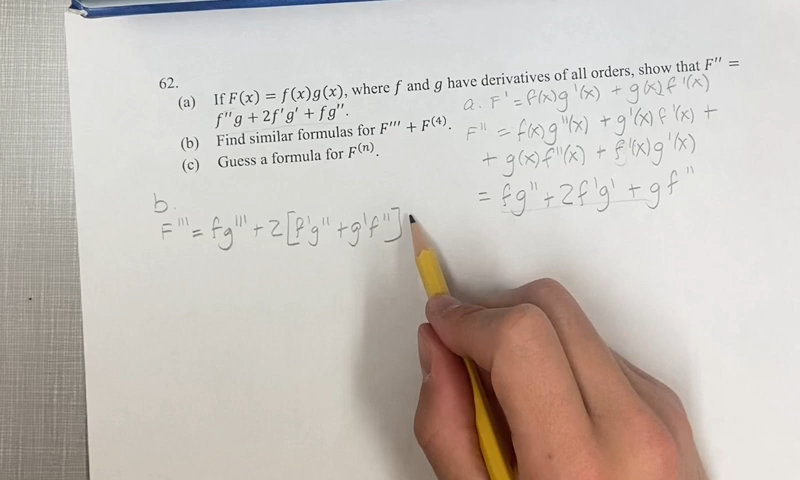 62.
(a) If F(x) = f(x)g(x), where f and g have derivatives of all orders, show that F'' =
f''g + 2f'g' + fg''.
(b) Find similar formulas for F''' + F⁽⁴⁾.
(c) Guess a formula for F⁽ⁿ⁾.
a. F' = f(x)g'(x) + g(x)f'(x)
F'' = f(x)g''(x) + g'(x)f'(x) +
+ g(x)f''(x) + f'(x)g'(x)
= fg'' + 2f'g' + gf''
b.
F''' = fg''' + 2[f'g'' + g'f'']